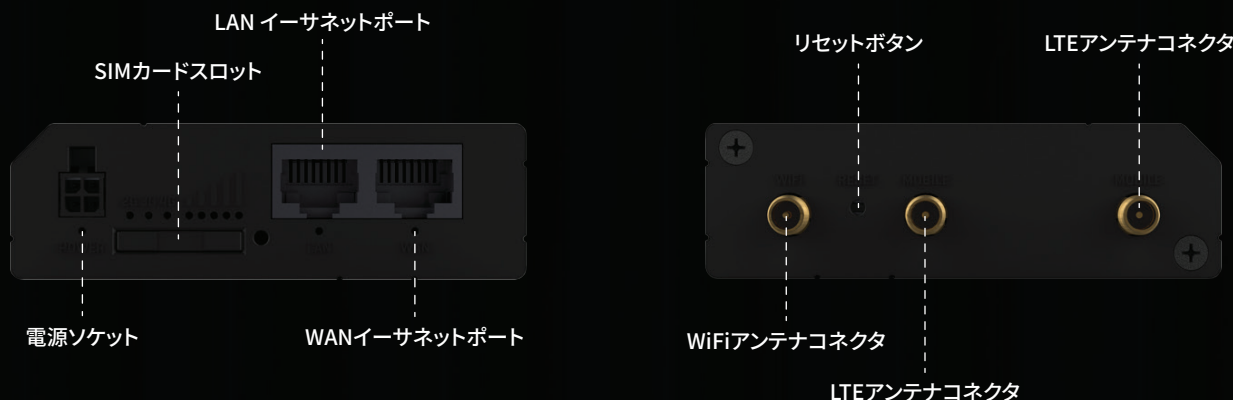 LAN イーサネットポート
SIMカードスロット
電源ソケット
WANイーサネットポート
リセットボタン
LTEアンテナコネクタ
WiFi
RESET
MOBILE
MOBILE
WiFiアンテナコネクタ
LTEアンテナコネクタ